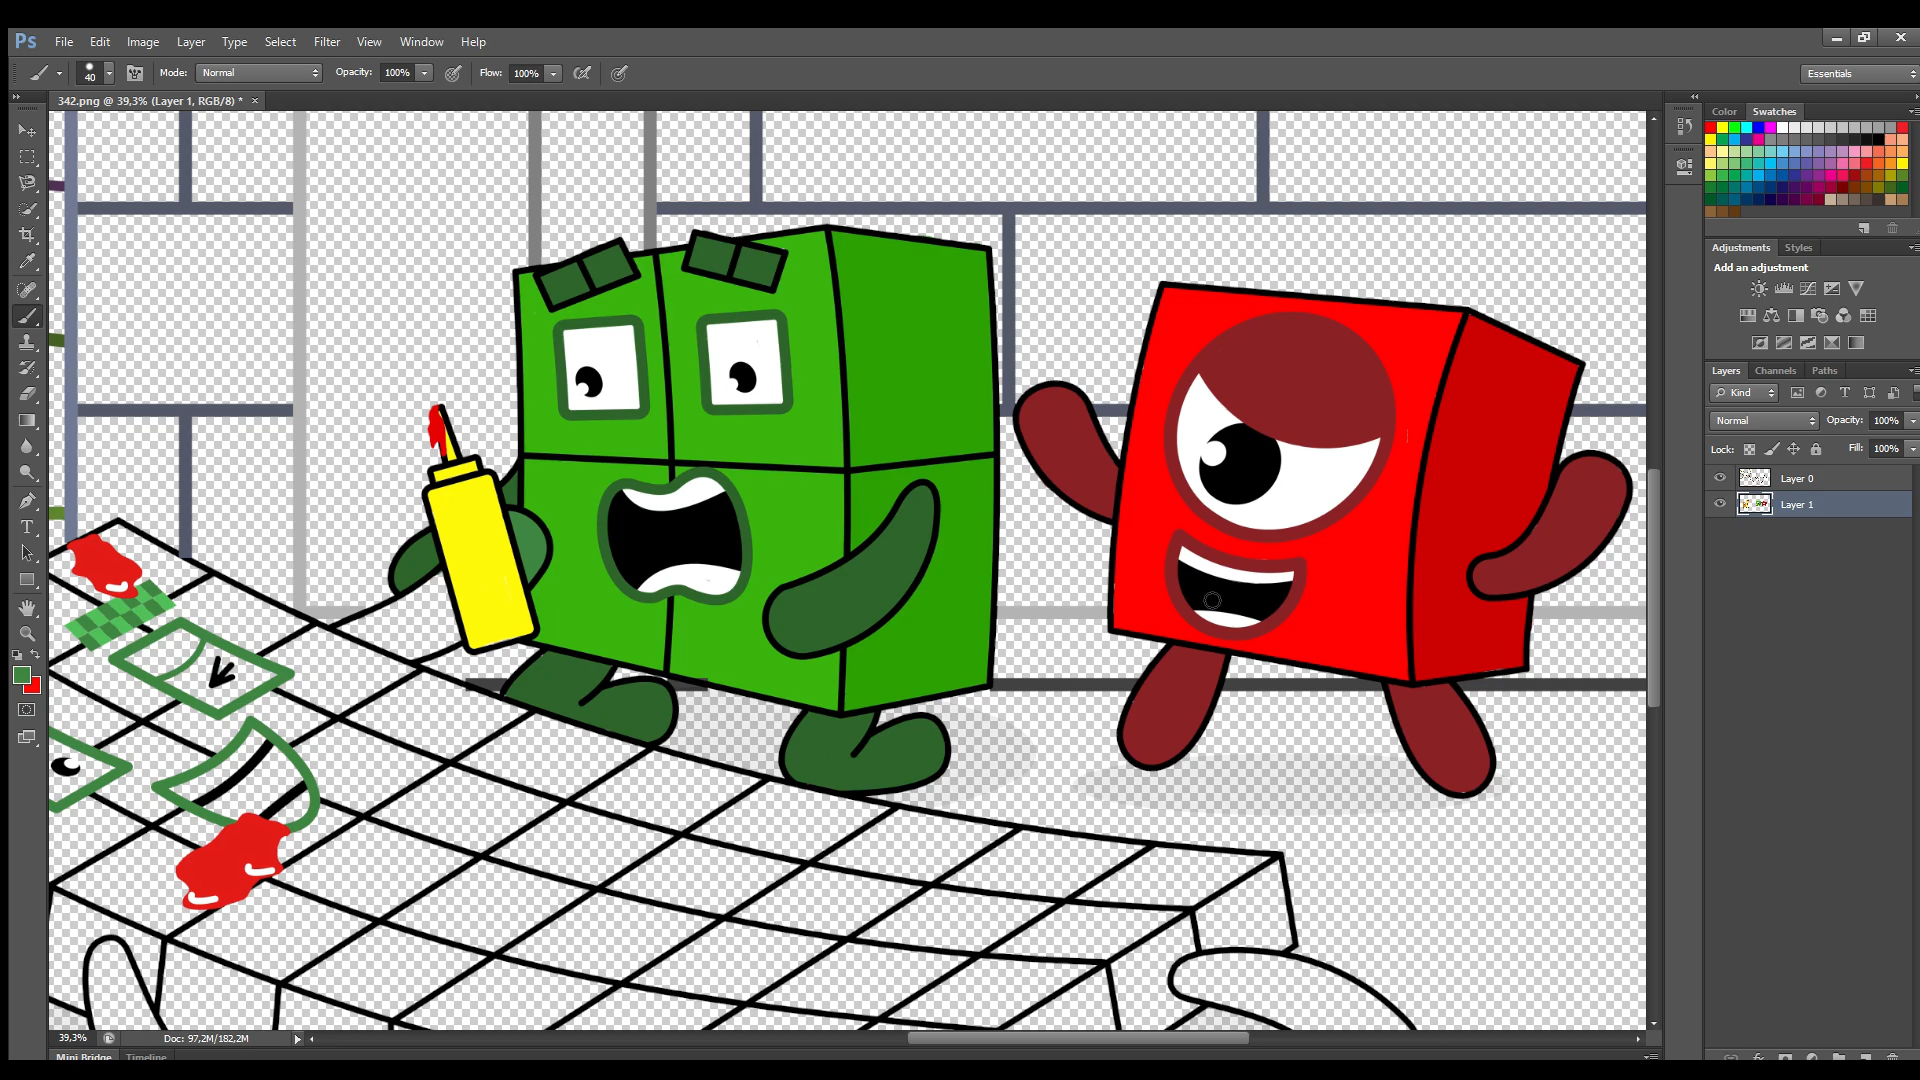 Ps File Edit Image Layer Type Select Filter View Window Help
40 Mode: Normal Opacity: 100% Flow: 100% Essentials
342.png @ 39,3% (Layer 1, RGB/8) * ×
Color Swatches
Adjustments Styles
Add an adjustment
Layers Channels Paths
Kind
Normal Opacity: 100%
Lock: Fill: 100%
Layer 0
Layer 1
39,3% Doc: 97,2M/182,2M
Mini Bridge Timeline